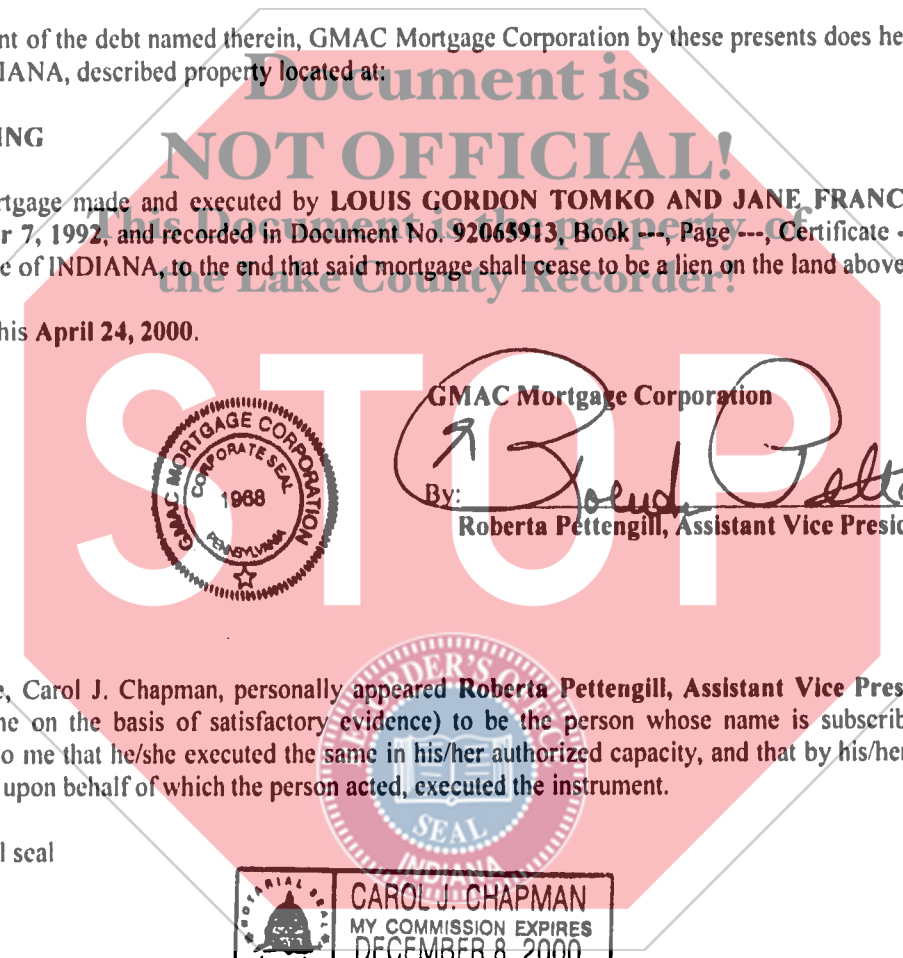 nt of the debt named therein, GMAC Mortgage Corporation by these presents does he
IANA, described property located at:
Document is
ING
NOT OFFICIAL!
rtgage made and executed by LOUIS GORDON TOMKO AND JANE FRANC
This Document is the property of
r 7, 1992, and recorded in Document No. 92065913, Book ---, Page ---, Certificate -
e of INDIANA, to the end that said mortgage shall cease to be a lien on the land above
the Lake County Recorder!
his April 24, 2000.
STOP
GMAC Mortgage Corporation
GMAC MORTGAGE CORPORATION
CORPORATE SEAL
1968
PENNSYLVANIA
By:
Roberta Pettengill, Assistant Vice Presid
RECORDER'S OFFICE
e, Carol J. Chapman, personally appeared Roberta Pettengill, Assistant Vice Pres
ne on the basis of satisfactory evidence) to be the person whose name is subscrib
o me that he/she executed the same in his/her authorized capacity, and that by his/her
upon behalf of which the person acted, executed the instrument.
SEAL
INDIANA
l seal
NOTARIAL SEAL
CAROL J. CHAPMAN
MY COMMISSION EXPIRES
DECEMBER 8, 2000